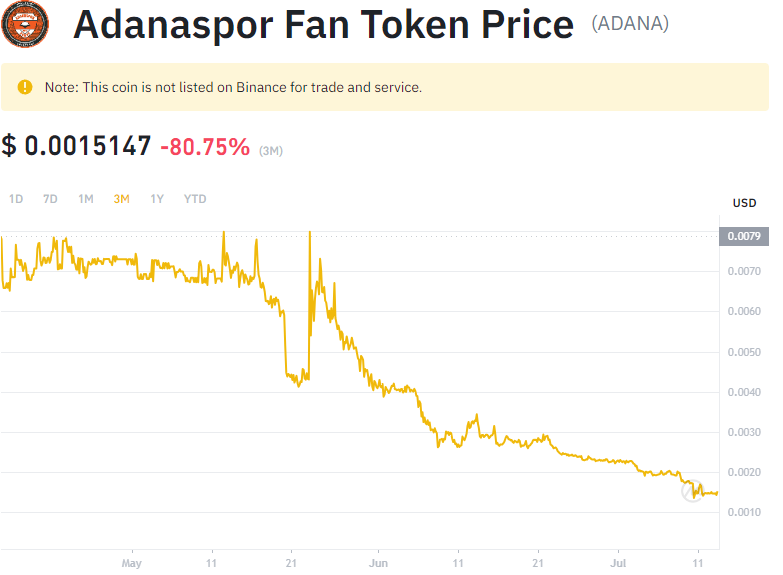 Adanaspor Fan Token Price (ADANA)
Note: This coin is not listed on Binance for trade and service.
$ 0.0015147 -80.75% (3M)
1D 7D 1M 3M 1Y YTD
USD
0.0079
0.0070
0.0060
0.0050
0.0040
0.0030
0.0020
0.0010
May 11 21 Jun 11 21 Jul 11